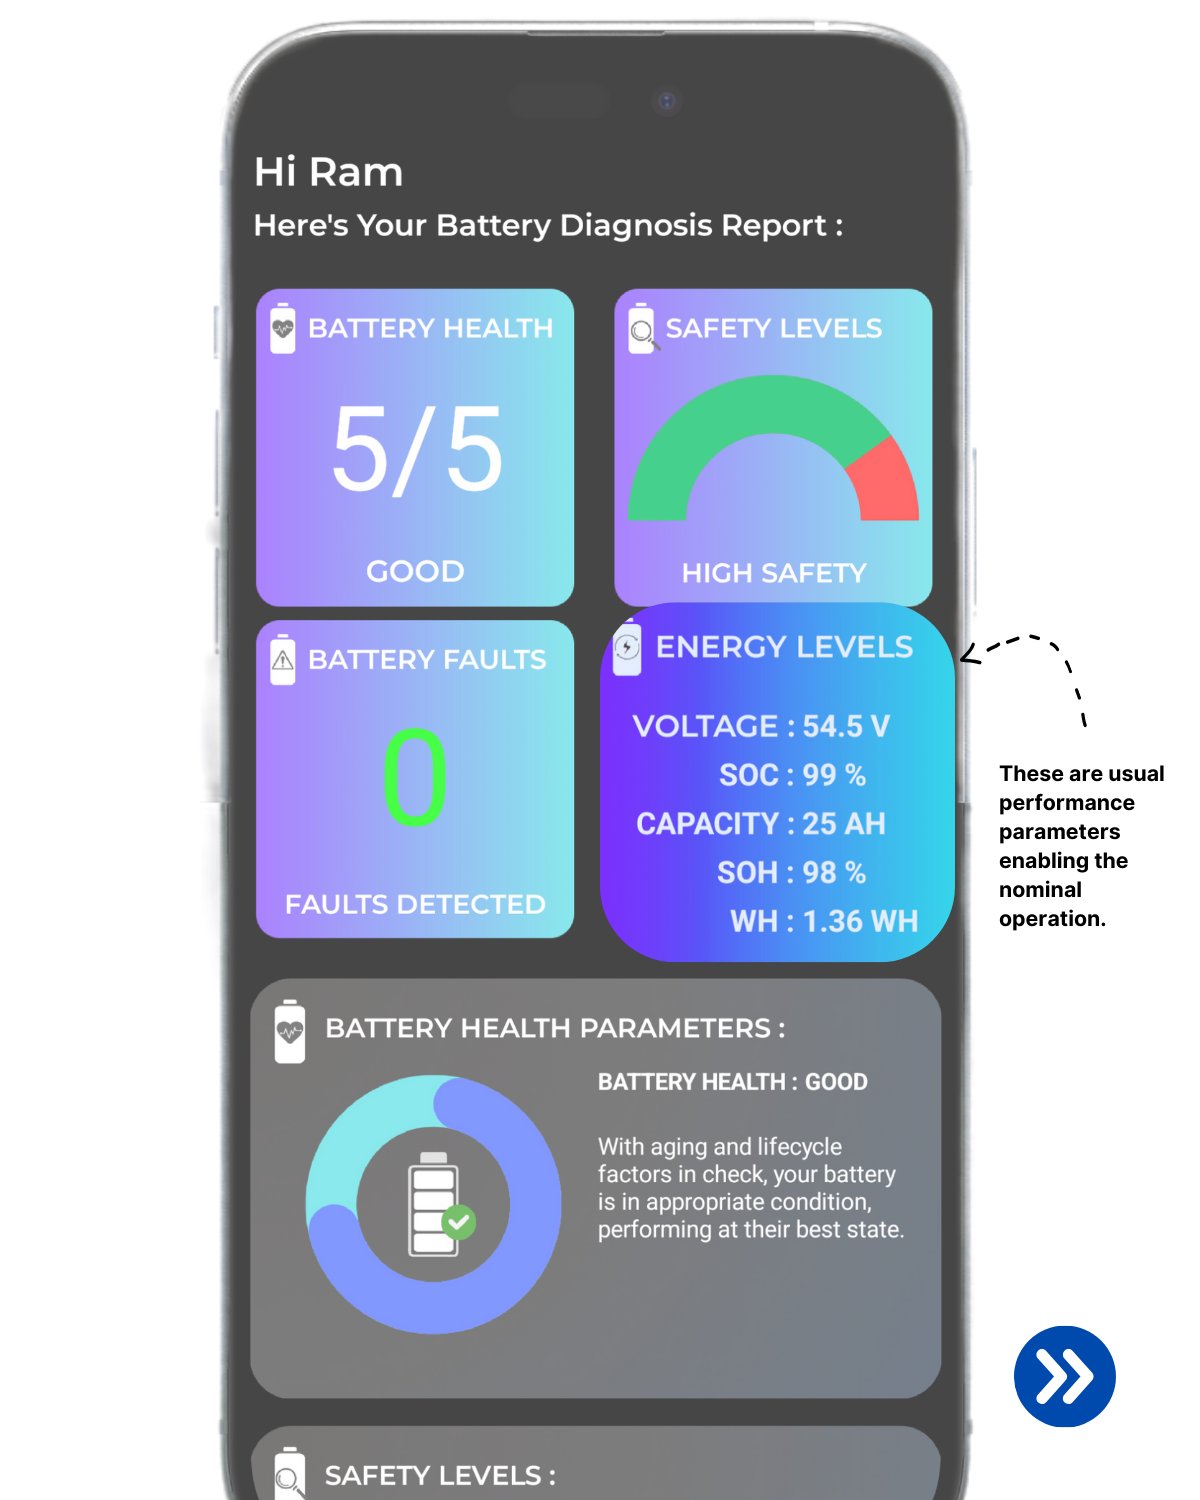 Hi Ram
Here's Your Battery Diagnosis Report :
BATTERY HEALTH
5/5
GOOD
SAFETY LEVELS
HIGH SAFETY
BATTERY FAULTS
0
FAULTS DETECTED
ENERGY LEVELS
VOLTAGE : 54.5 V
SOC : 99 %
CAPACITY : 25 AH
SOH : 98 %
WH : 1.36 WH
These are usual
performance
parameters
enabling the
nominal
operation.
BATTERY HEALTH PARAMETERS :
BATTERY HEALTH : GOOD
With aging and lifecycle
factors in check, your battery
is in appropriate condition,
performing at their best state.
SAFETY LEVELS :